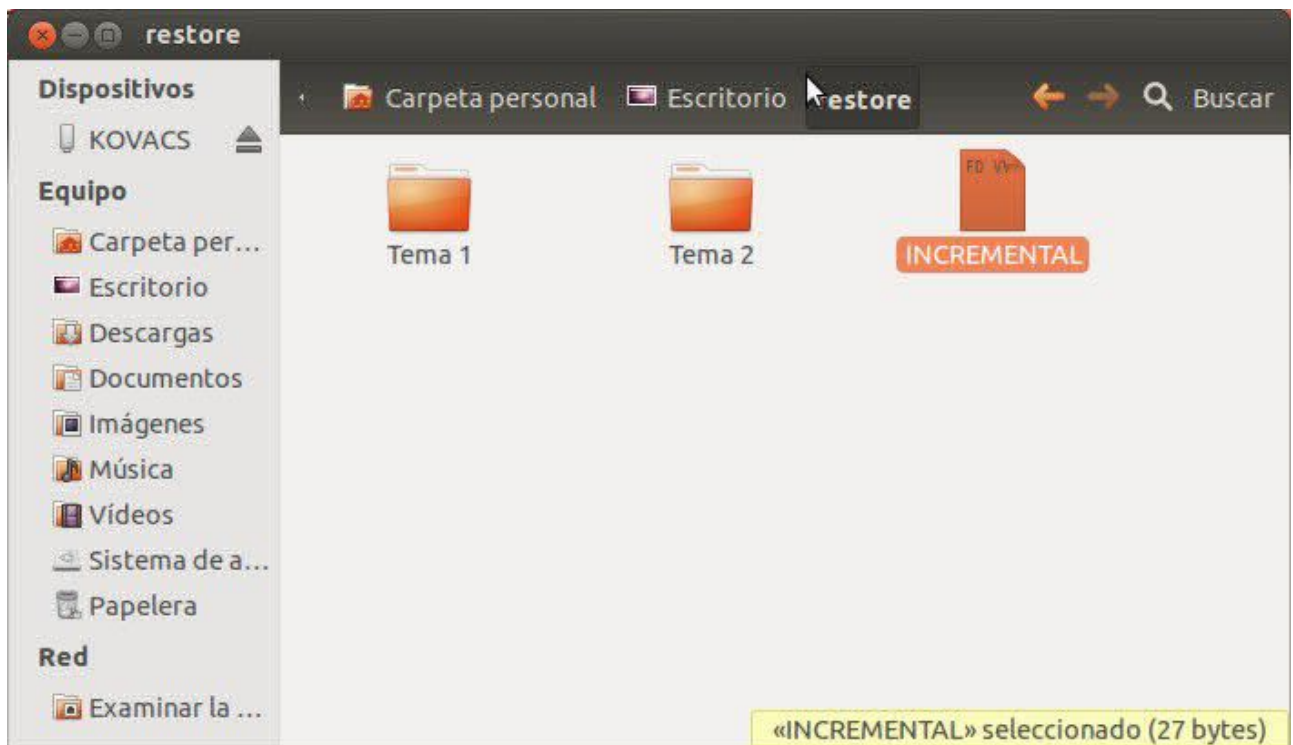 restore
Dispositivos
KOVACS
Equipo
Carpeta per...
Escritorio
Descargas
Documentos
Imágenes
Música
Vídeos
Sistema de a...
Papelera
Red
Examinar la ...
Carpeta personal
Escritorio
restore
Buscar
Tema 1
Tema 2
INCREMENTAL
«INCREMENTAL» seleccionado (27 bytes)